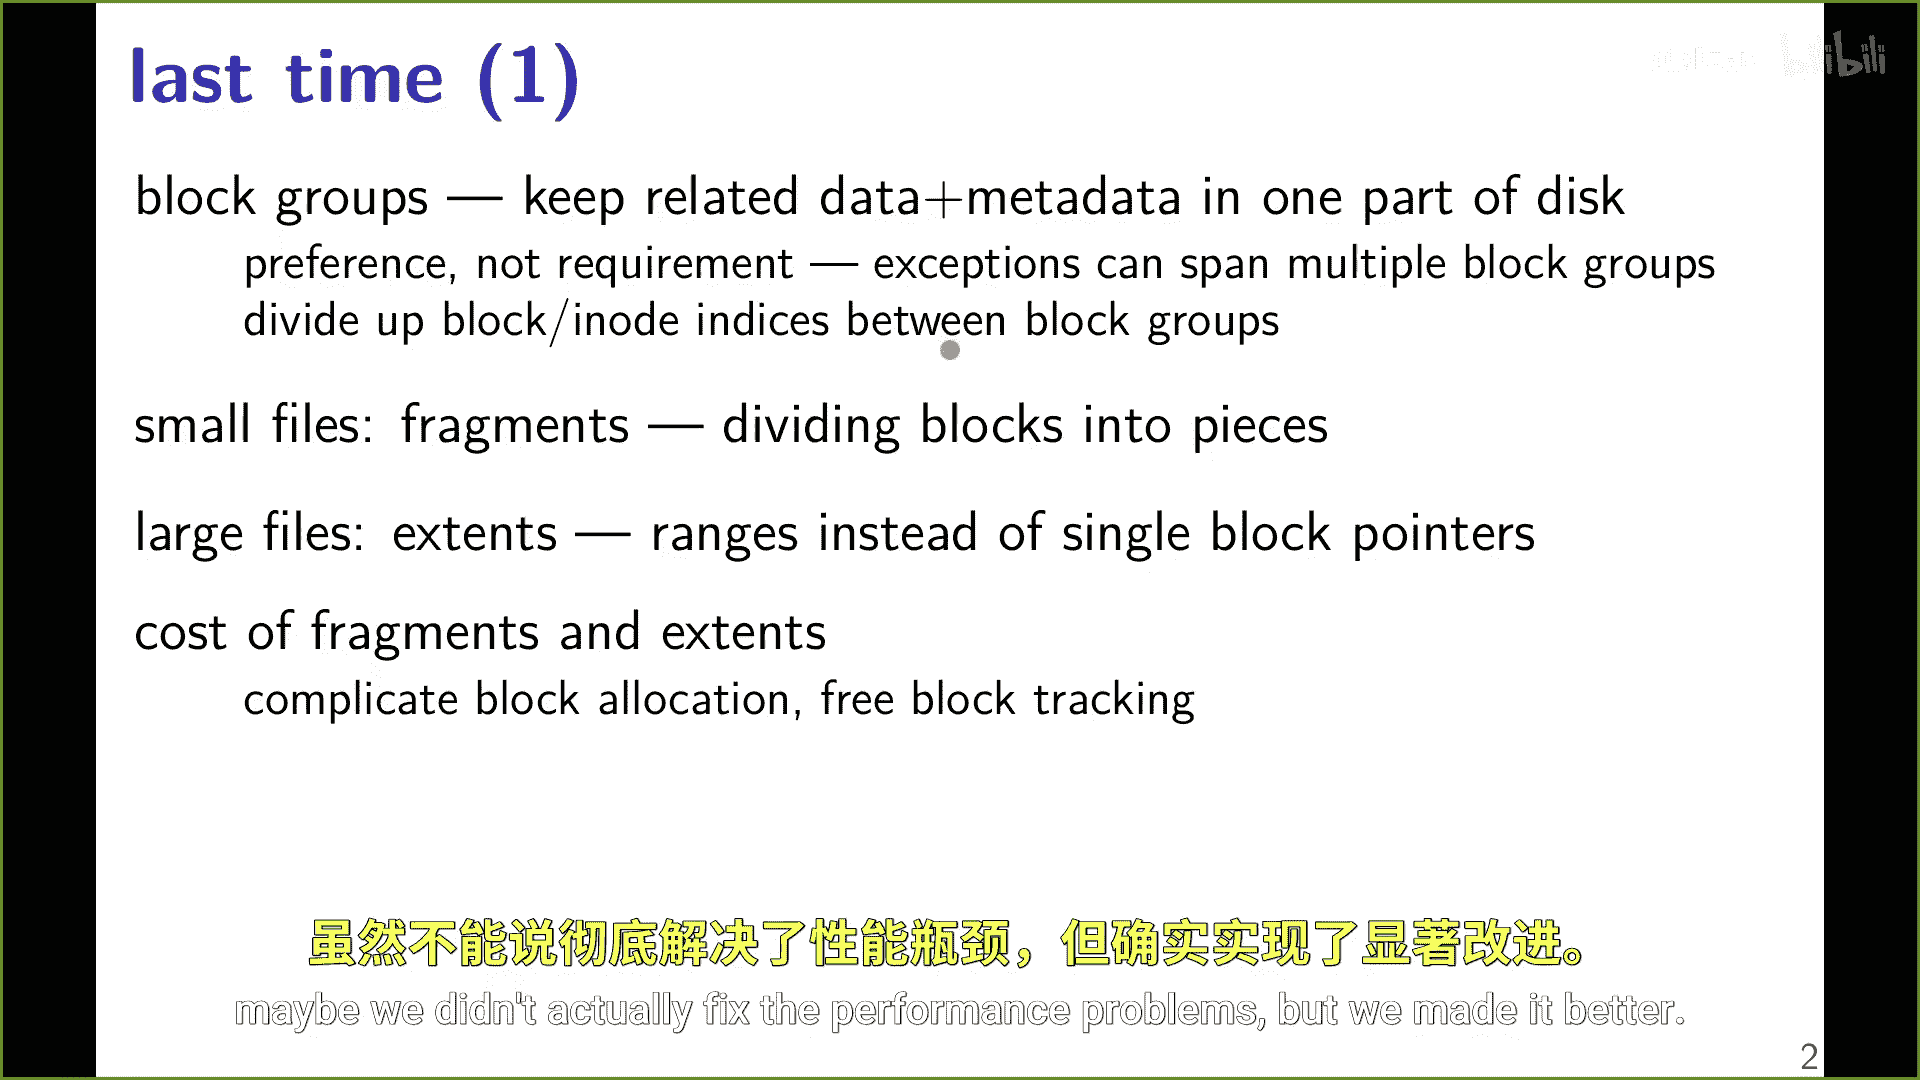 last time (1)
bilibili
block groups — keep related data+metadata in one part of disk
preference, not requirement — exceptions can span multiple block groups
divide up block/inode indices between block groups
small files: fragments — dividing blocks into pieces
large files: extents — ranges instead of single block pointers
cost of fragments and extents
complicate block allocation, free block tracking
虽然不能说彻底解决了性能瓶颈，但确实实现了显著改进。
maybe we didn't actually fix the performance problems, but we made it better.
2